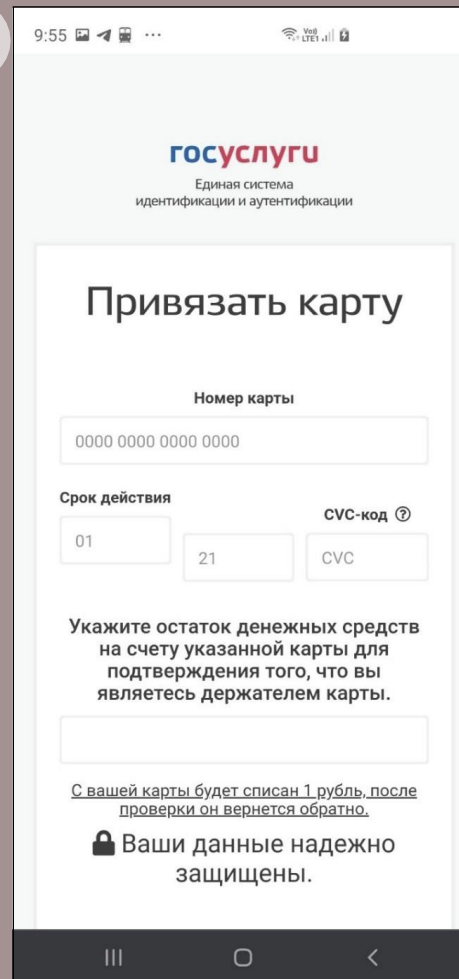 9:55
Vo))
LTE1
госуслуги
Единая система
идентификации и аутентификации
Привязать карту
Номер карты
0000 0000 0000 0000
Срок действия
CVC-код ?
01
21
CVC
Укажите остаток денежных средств
на счету указанной карты для
подтверждения того, что вы
являетесь держателем карты.
С вашей карты будет списан 1 рубль, после
проверки он вернется обратно.
Ваши данные надежно
защищены.